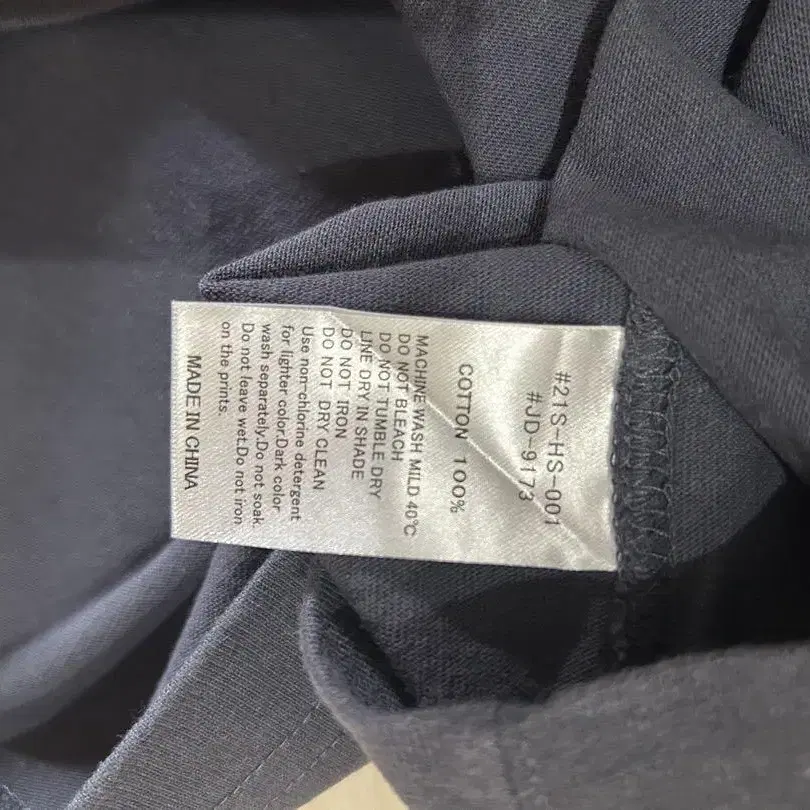 #21S-HS-001
#JD-9173
COTTON 100%
MACHINE WASH MILD 40°C
DO NOT BLEACH
DO NOT TUMBLE DRY
LINE DRY IN SHADE
DO NOT IRON
DO NOT DRY CLEAN
Use non-chlorine detergent
for lighter color.Dark color
wash separately.Do not soak.
Do not leave wet.Do not iron
on the prints.
MADE IN CHINA